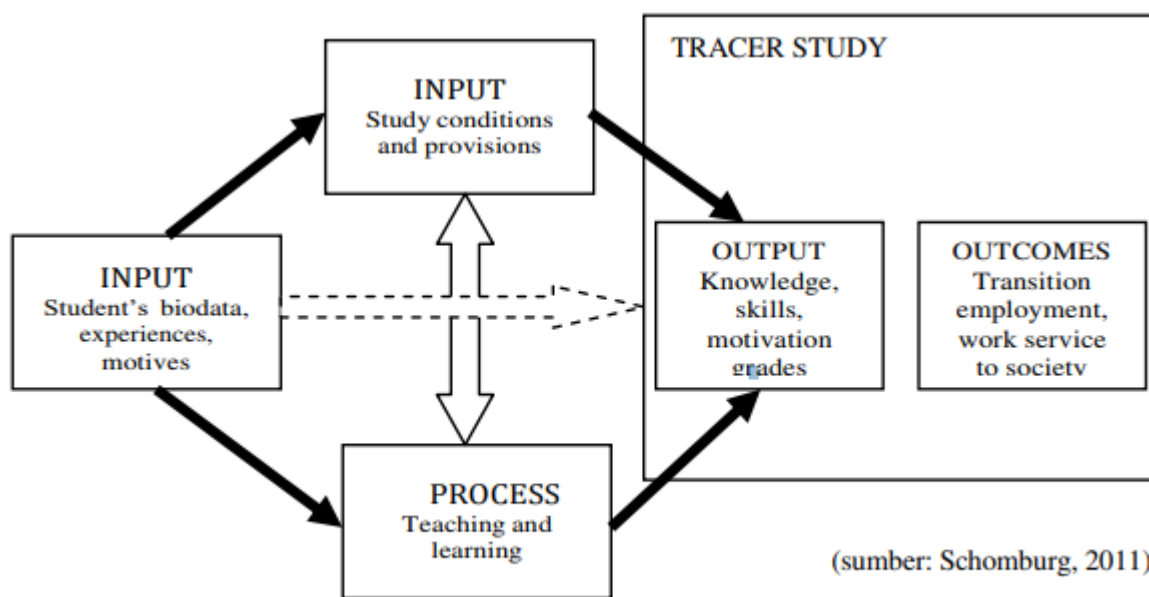 TRACER STUDY
INPUT
Study conditions
and provisions
INPUT
Student's biodata,
experiences,
motives
OUTPUT
Knowledge,
skills,
motivation
grades
OUTCOMES
Transition
employment,
work service
to society
PROCESS
Teaching and
learning
(sumber: Schomburg, 2011)